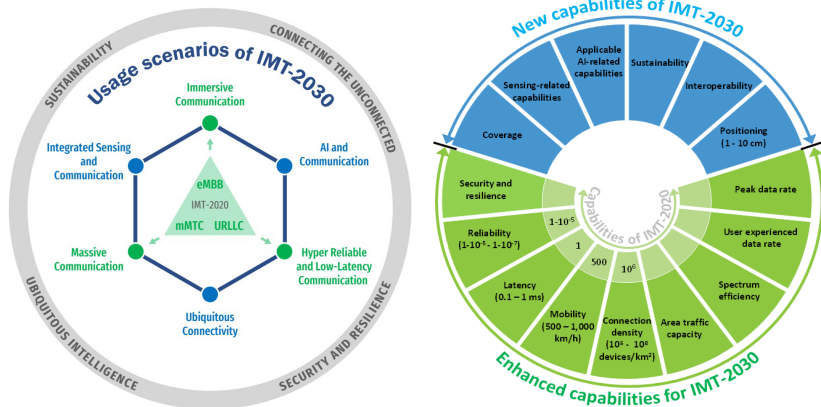 SUSTAINABILITY
CONNECTING THE UNCONNECTED
UBIQUITOUS INTELLIGENCE
SECURITY AND RESILIENCE
Usage scenarios of IMT-2030
Immersive
Communication
Integrated Sensing
and
Communication
AI and
Communication
eMBB
IMT-2020
mMTC URLLC
Massive
Communication
Hyper Reliable
and Low-Latency
Communication
Ubiquitous
Connectivity
New capabilities of IMT-2030
Coverage
Sensing-related
capabilities
Applicable
AI-related
capabilities
Sustainability
Interoperability
Positioning
(1 - 10 cm)
Security and
resilience
Reliability
(1-10⁻⁵ - 1-10⁻⁷)
Latency
(0.1 – 1 ms)
Mobility
(500 – 1,000
km/h)
Connection
density
(10⁶ - 10⁸
devices/km²)
Area traffic
capacity
Spectrum
efficiency
User experienced
data rate
Peak data rate
1-10⁻⁵
1
500
10⁶
Capabilities of IMT-2020
Enhanced capabilities for IMT-2030